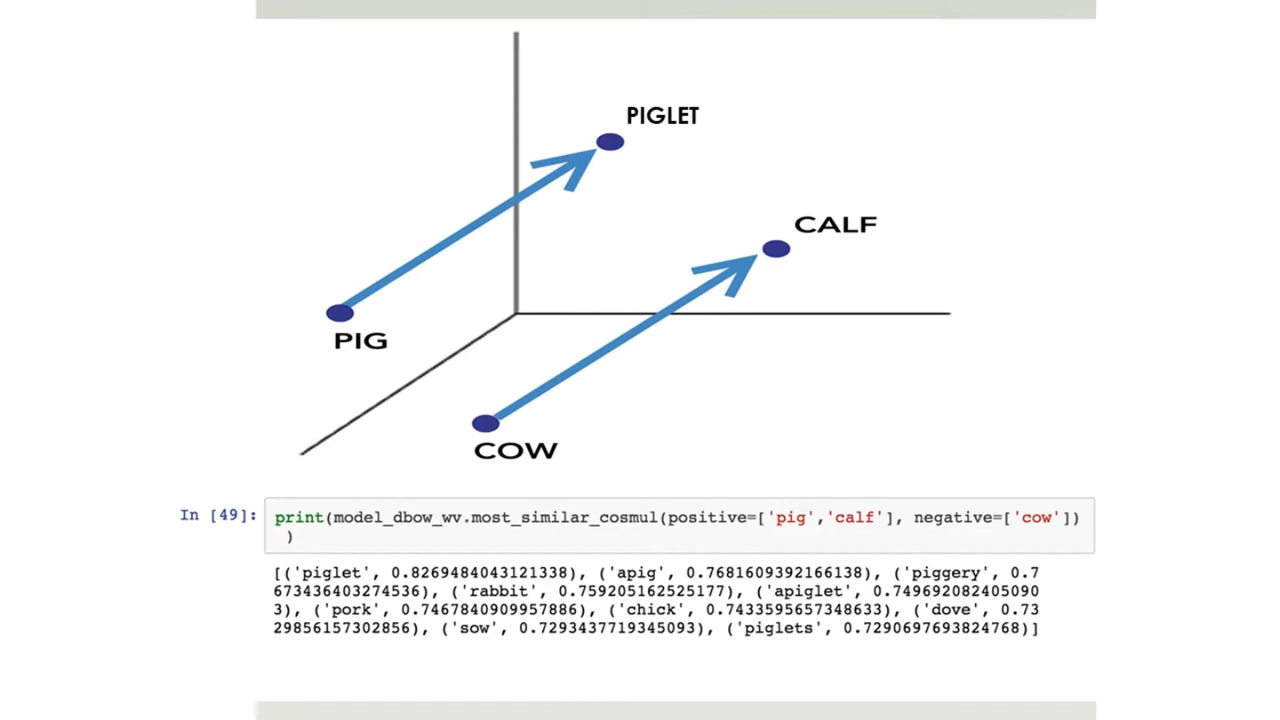 PIGLET
CALF
PIG
COW
In [49]:
print(model_dbow_wv.most_similar_cosmul(positive=['pig','calf'], negative=['cow'])
)
[('piglet', 0.8269484043121338), ('apig', 0.7681609392166138), ('piggery', 0.7
673436403274536), ('rabbit', 0.759205162525177), ('apiglet', 0.749692082405090
3), ('pork', 0.7467840909957886), ('chick', 0.7433595657348633), ('dove', 0.73
29856157302856), ('sow', 0.7293437719345093), ('piglets', 0.7290697693824768)]